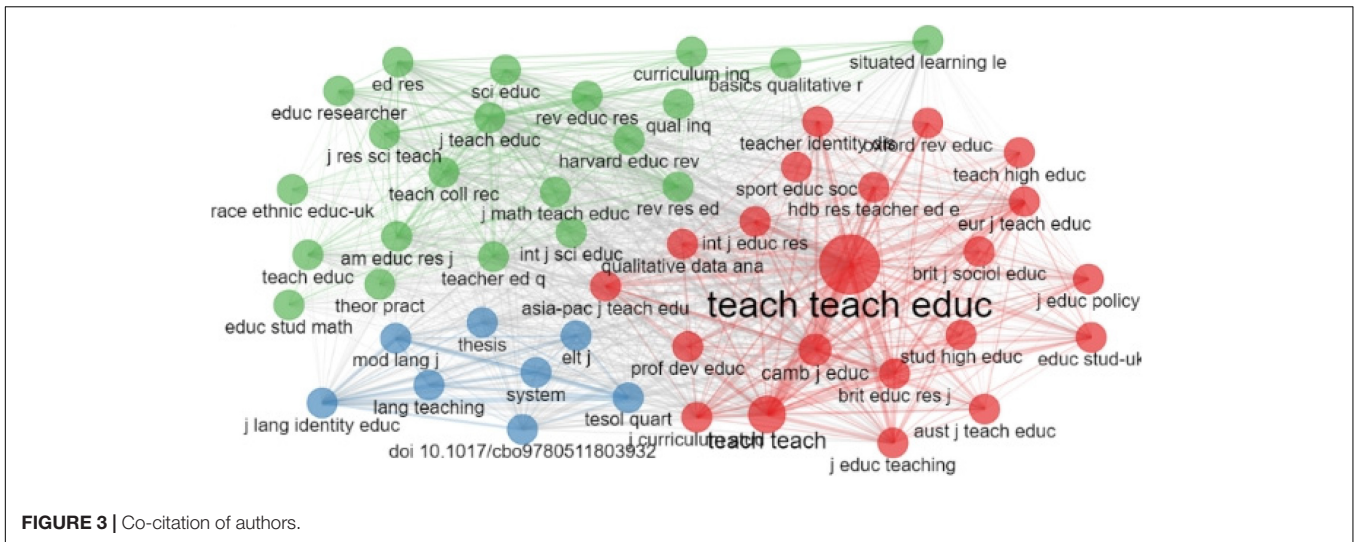 situated learning le
curriculum inq
basics qualitative r
ed res
sci educ
educ researcher
rev educ res
qual inq
j teach educ
teacher identity dis
oxford rev educ
j res sci teach
harvard educ rev
teach high educ
teach coll rec
sport educ soc
race ethnic educ-uk
j math teach educ
rev res ed
hdb res teacher ed e
eur j teach educ
am educ res j
int j sci educ
int j educ res
teach educ
teacher ed q
qualitative data ana
brit j sociol educ
theor pract
asia-pac j teach edu
teach teach educ
j educ policy
educ stud math
thesis
mod lang j
elt j
prof dev educ
camb j educ
stud high educ
educ stud-uk
system
lang teaching
brit educ res j
tesol quart
j lang identity educ
j curriculum
teach teach
aust j teach educ
doi 10.1017/cbo9780511803932
j educ teaching
FIGURE 3 | Co-citation of authors.